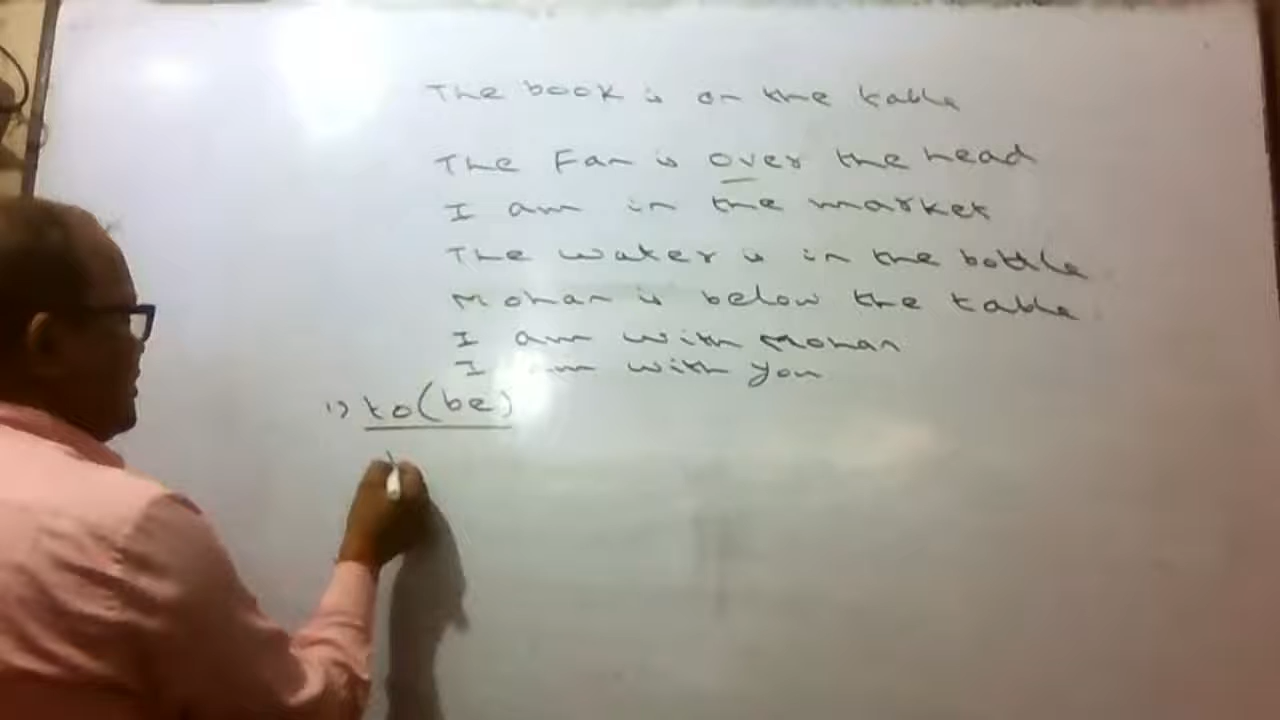 The book is on the table
The Fan is over the head
I am in the market
The water is in the bottle
Mohan is below the table
I am with Mohan
I am with you
1) to (be)